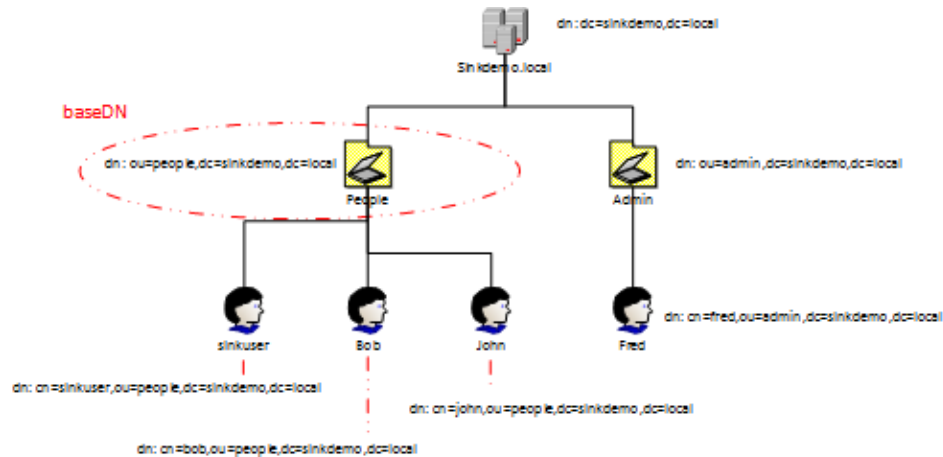 dn: dc=sinkdemo,dc=local
Sinkdemo.local
baseDN
dn: ou=people,dc=sinkdemo,dc=local
People
dn: ou=admin,dc=sinkdemo,dc=local
Admin
sinkuser
Bob
John
Fred
dn: cn=fred,ou=admin,dc=sinkdemo,dc=local
dn: cn=sinkuser,ou=people,dc=sinkdemo,dc=local
dn: cn=john,ou=people,dc=sinkdemo,dc=local
dn: cn=bob,ou=people,dc=sinkdemo,dc=local